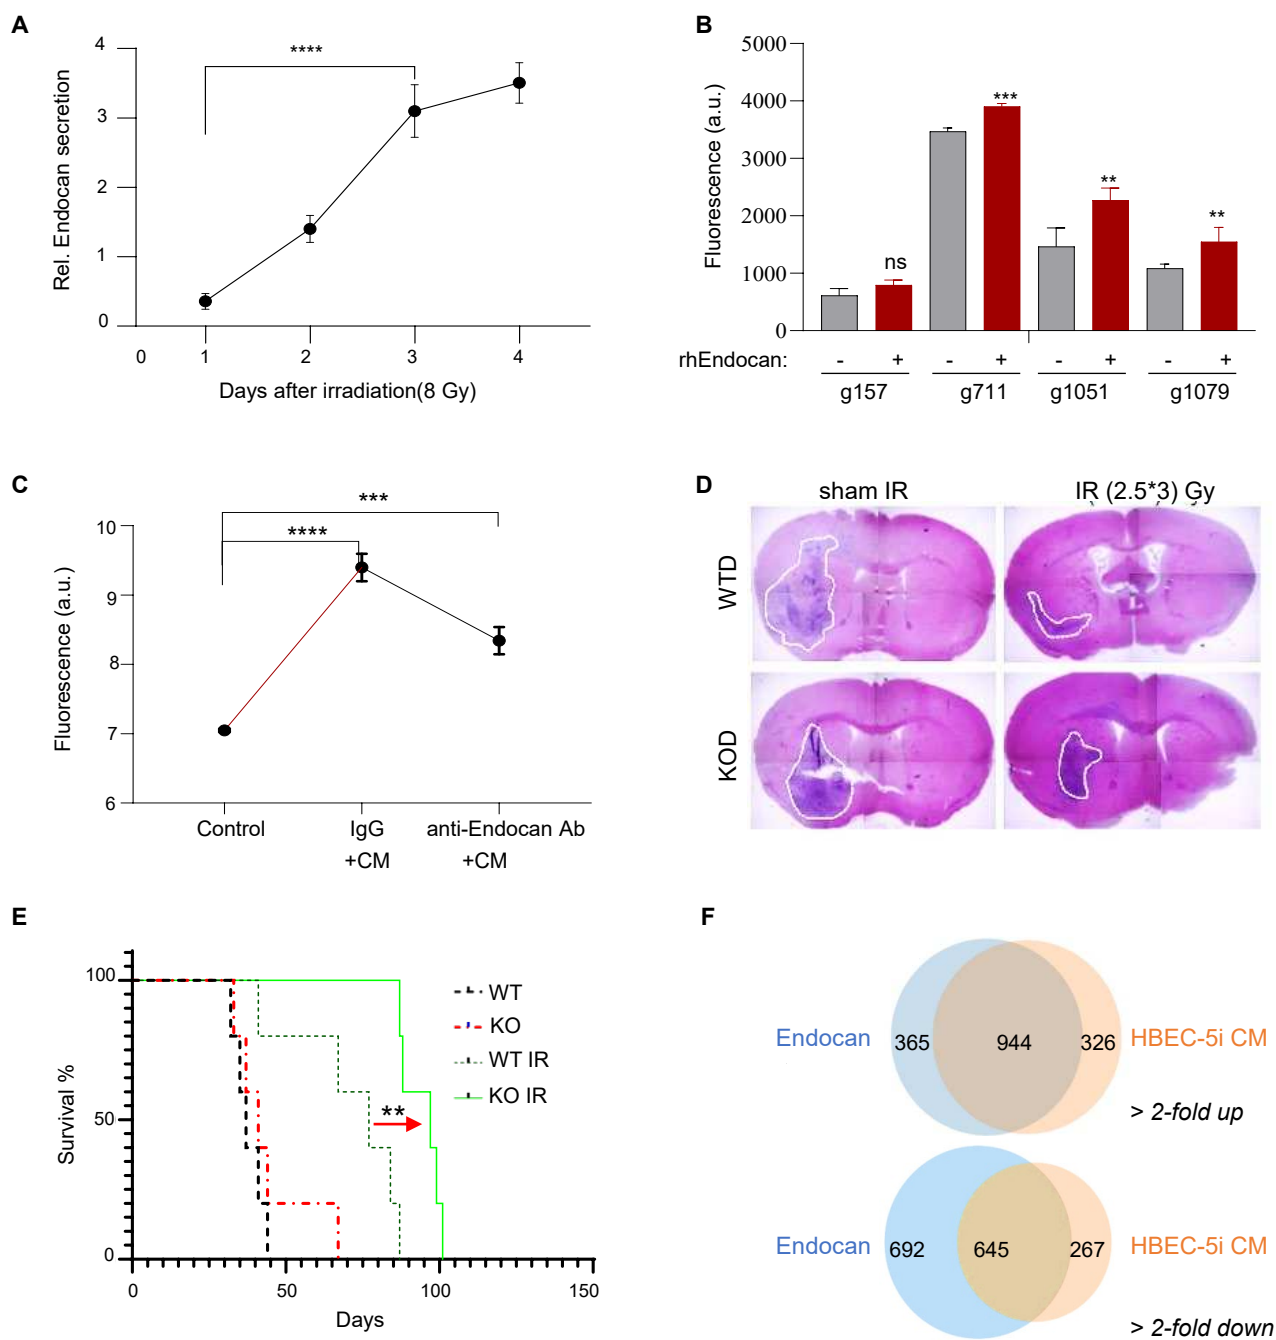 A
4
3
2
1
0
Rel. Endocan secretion
****
0 1 2 3 4
Days after irradiation(8 Gy)
B
5000
4000
3000
2000
1000
0
Fluorescence (a.u.)
ns
***
**
**
rhEndocan: - + - + - + - +
g157 g711 g1051 g1079
C
10
9
8
7
6
Fluorescence (a.u.)
***
****
Control IgG anti-Endocan Ab
+CM +CM
D
sham IR IR (2.5*3) Gy
WTD
KOD
E
100
50
0
Survival %
WT
KO
WT IR
KO IR
**
0 50 100 150
Days
F
Endocan 365 944 326 HBEC-5i CM
> 2-fold up
Endocan 692 645 267 HBEC-5i CM
> 2-fold down